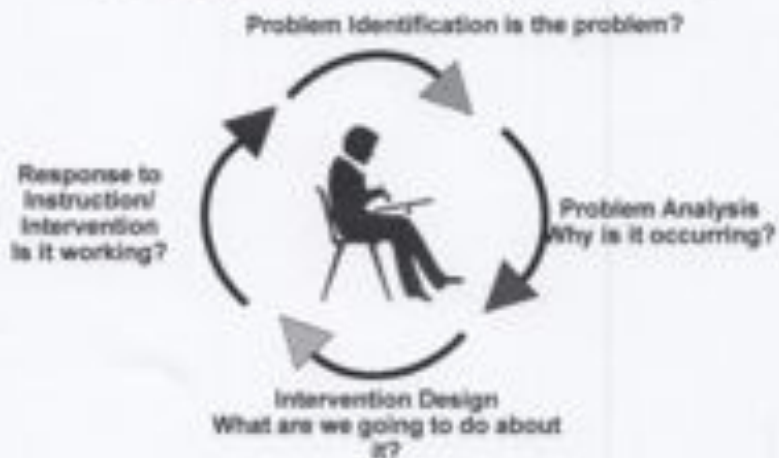 Problem Identification is the problem?
Problem Analysis
Why is it occurring?
Intervention Design
What are we going to do about
it?
Response to
Instruction/
Intervention
Is it working?